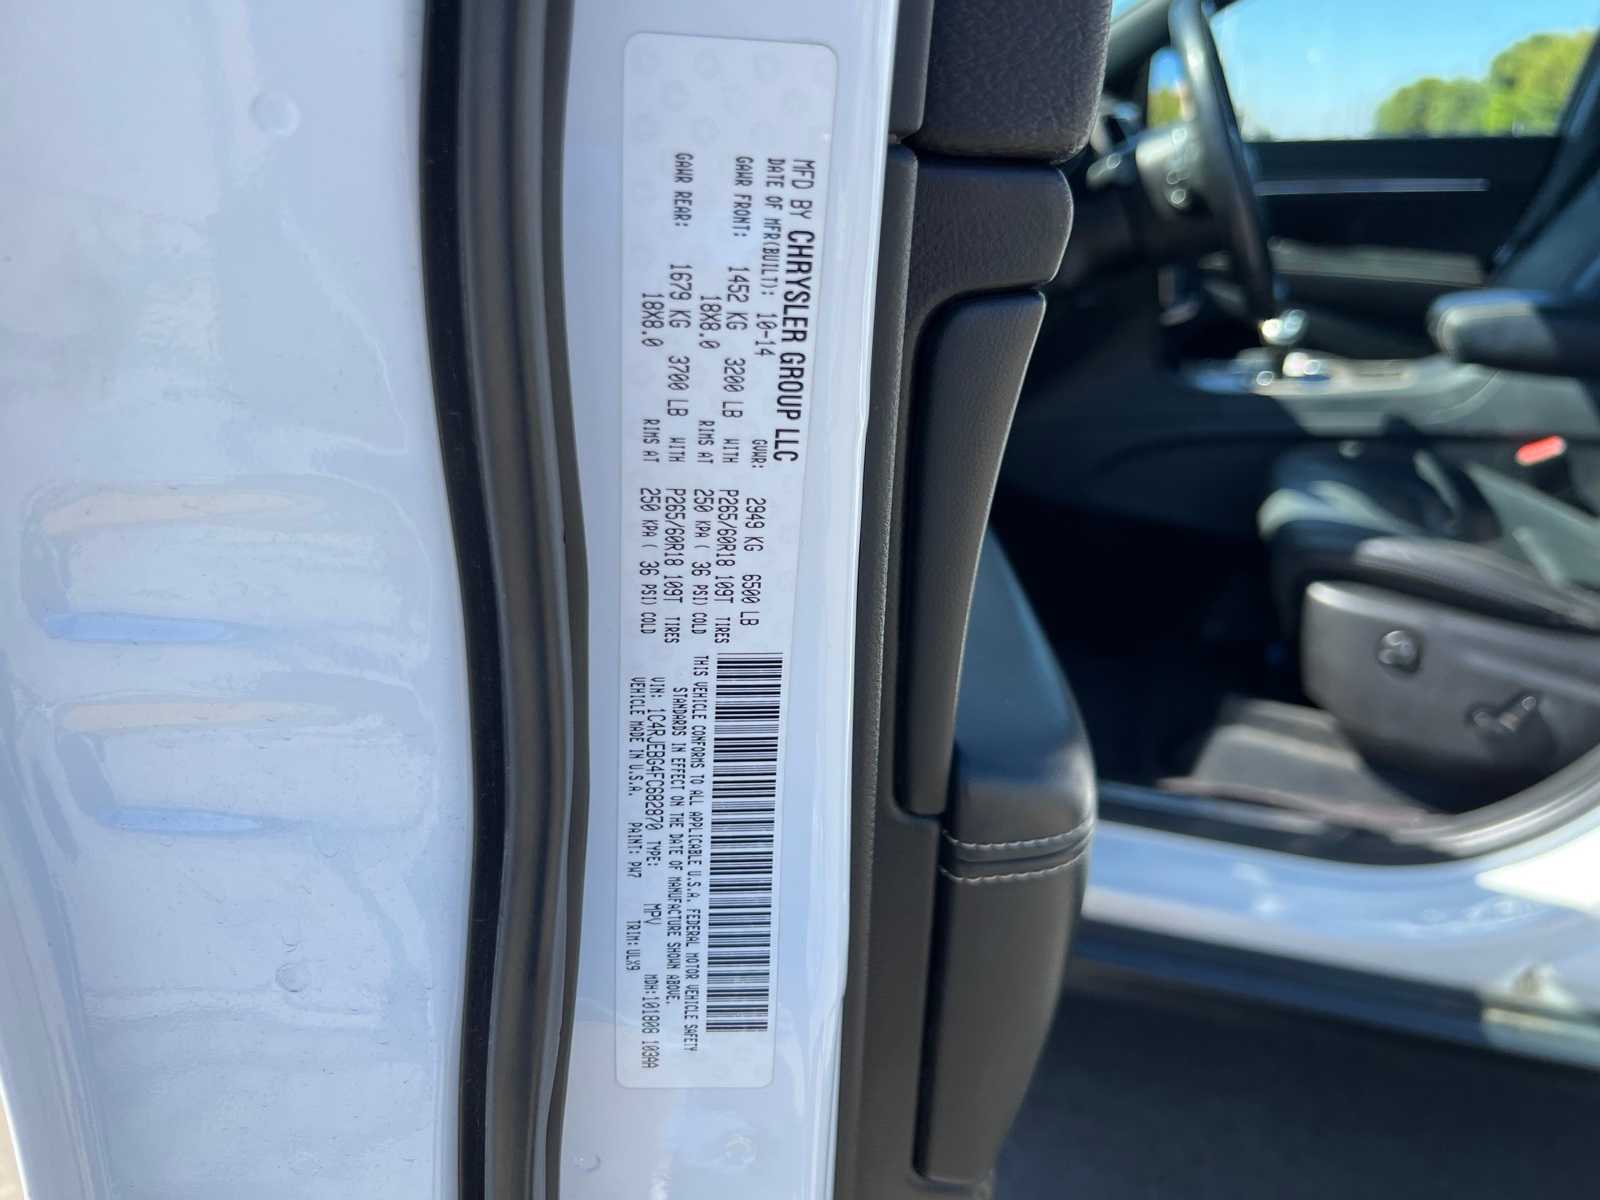 MFD BY CHRYSLER GROUP LLC
DATE OF MFR(BUILT): 10-14 GVWR: 2949 KG 6500 LB
GAWR FRONT: 1452 KG 3200 LB WITH P265/60R18 109T TIRES
18X8.0 RIMS AT 250 KPA ( 36 PSI) COLD
GAWR REAR: 1679 KG 3700 LB WITH P265/60R18 109T TIRES
18X8.0 RIMS AT 250 KPA ( 36 PSI) COLD
THIS VEHICLE CONFORMS TO ALL APPLICABLE U.S.A. FEDERAL MOTOR VEHICLE SAFETY
STANDARDS IN EFFECT ON THE DATE OF MANUFACTURE SHOWN ABOVE.
VIN: 1C4RJEBG4FC682870 TYPE: MPV MDH:101808 103AA
VEHICLE MADE IN U.S.A. PAINT: PW7 TRIM:ULX9